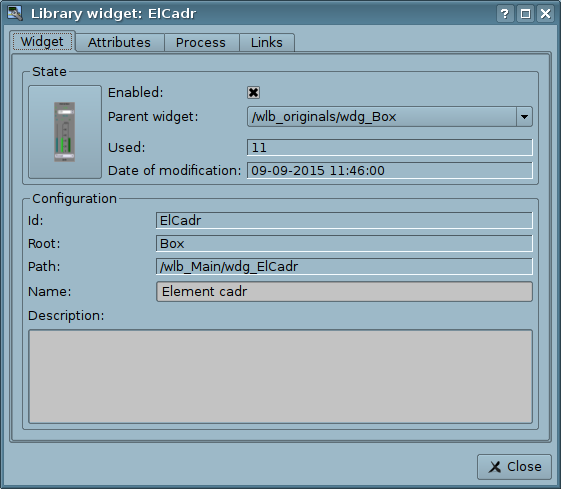 Library widget: ElCadr
Widget Attributes Process Links
State
Enabled:
Parent widget: /wlb_originals/wdg_Box
Used: 11
Date of modification: 09-09-2015 11:46:00
Configuration
Id: ElCadr
Root: Box
Path: /wlb_Main/wdg_ElCadr
Name: Element cadr
Description:
Close